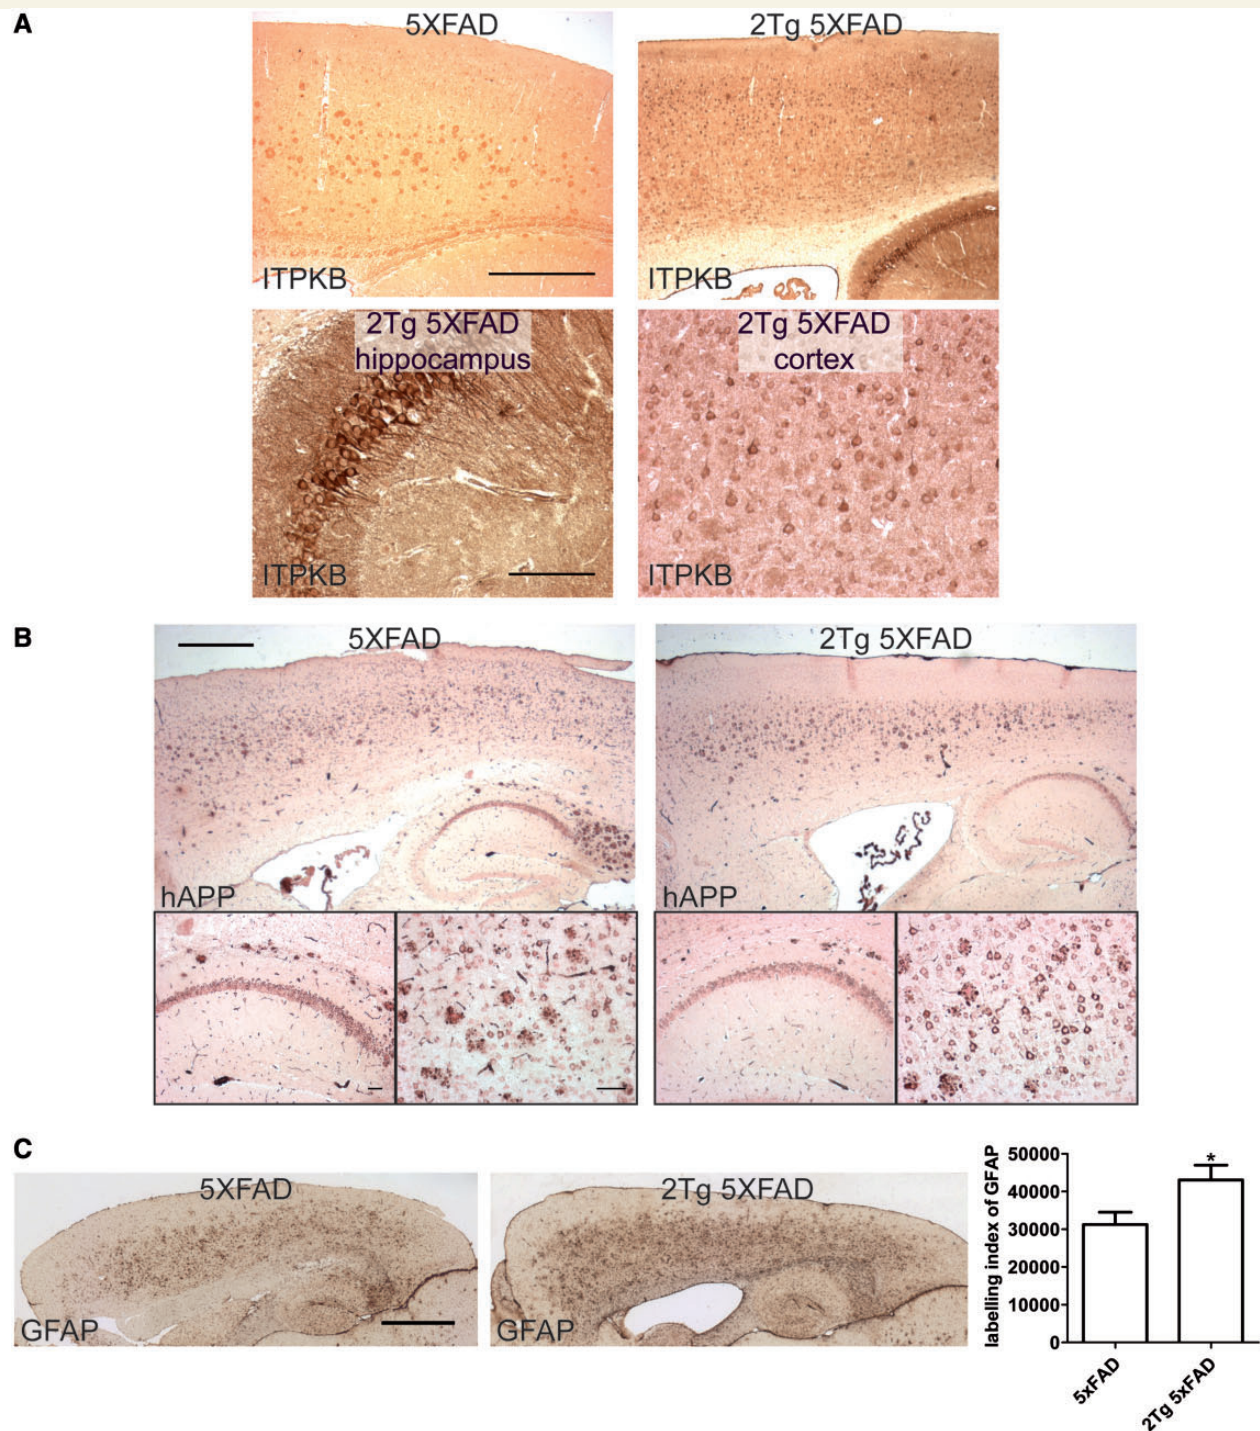 A
5XFAD
2Tg 5XFAD
ITPKB
ITPKB
2Tg 5XFAD
hippocampus
2Tg 5XFAD
cortex
ITPKB
ITPKB
B
5XFAD
2Tg 5XFAD
hAPP
hAPP
C
5XFAD
2Tg 5XFAD
GFAP
GFAP
labelling index of GFAP
50000
40000
30000
20000
10000
0
*
5xFAD
2Tg 5xFAD